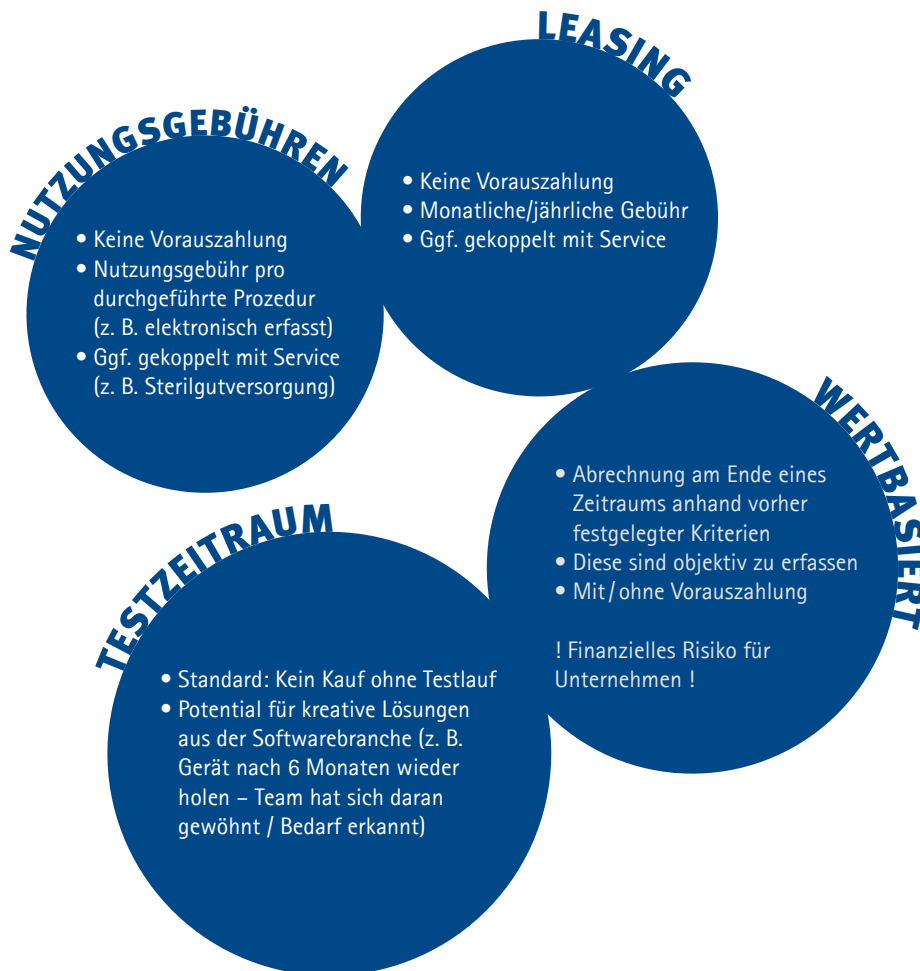 LEASING
• Keine Vorauszahlung
• Monatliche/jährliche Gebühr
• Ggf. gekoppelt mit Service
NUTZUNGSGEBÜHREN
• Keine Vorauszahlung
• Nutzungsgebühr pro
durchgeführte Prozedur
(z. B. elektronisch erfasst)
• Ggf. gekoppelt mit Service
(z. B. Sterilgutversorgung)
WERTBASIERT
• Abrechnung am Ende eines
Zeitraums anhand vorher
festgelegter Kriterien
• Diese sind objektiv zu erfassen
• Mit/ohne Vorauszahlung
! Finanzielles Risiko für
Unternehmen !
TESTZEITRAUM
• Standard: Kein Kauf ohne Testlauf
• Potential für kreative Lösungen
aus der Softwarebranche (z. B.
Gerät nach 6 Monaten wieder
holen – Team hat sich daran
gewöhnt / Bedarf erkannt)